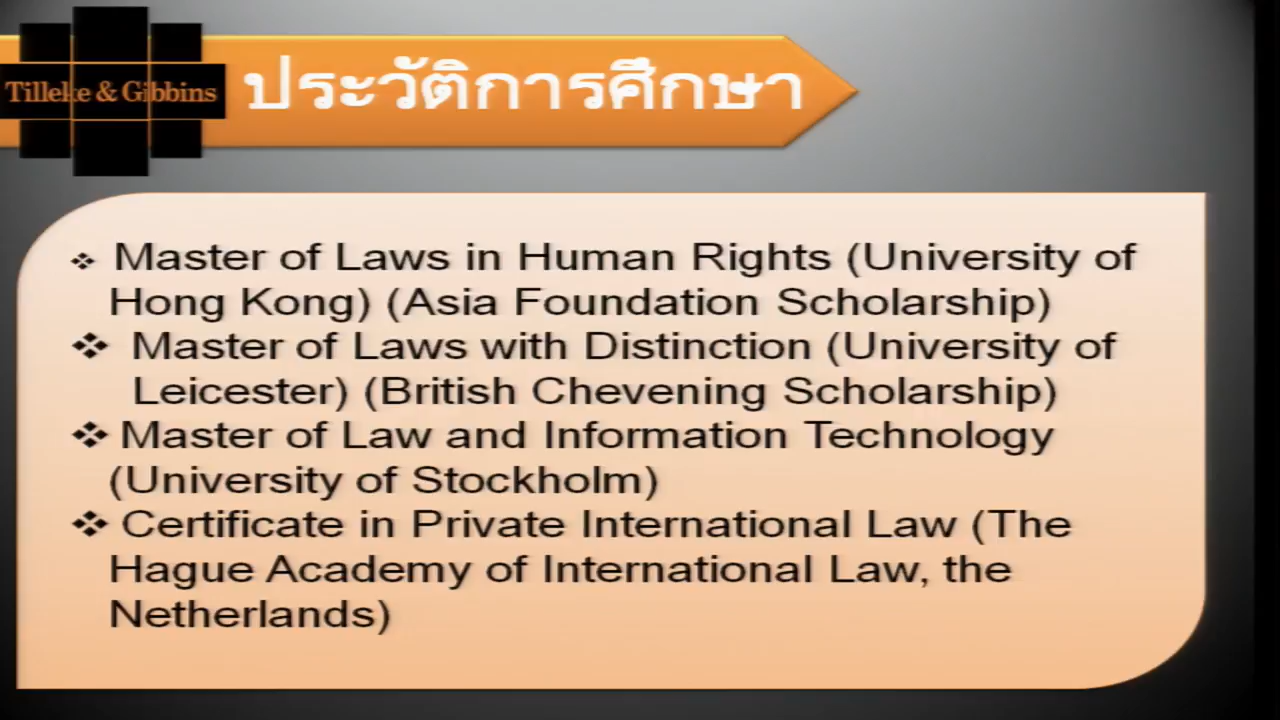 Tilleke & Gibbins
ประวัติการศึกษา
❖ Master of Laws in Human Rights (University of
Hong Kong) (Asia Foundation Scholarship)
❖ Master of Laws with Distinction (University of
Leicester) (British Chevening Scholarship)
❖ Master of Law and Information Technology
(University of Stockholm)
❖ Certificate in Private International Law (The
Hague Academy of International Law, the
Netherlands)